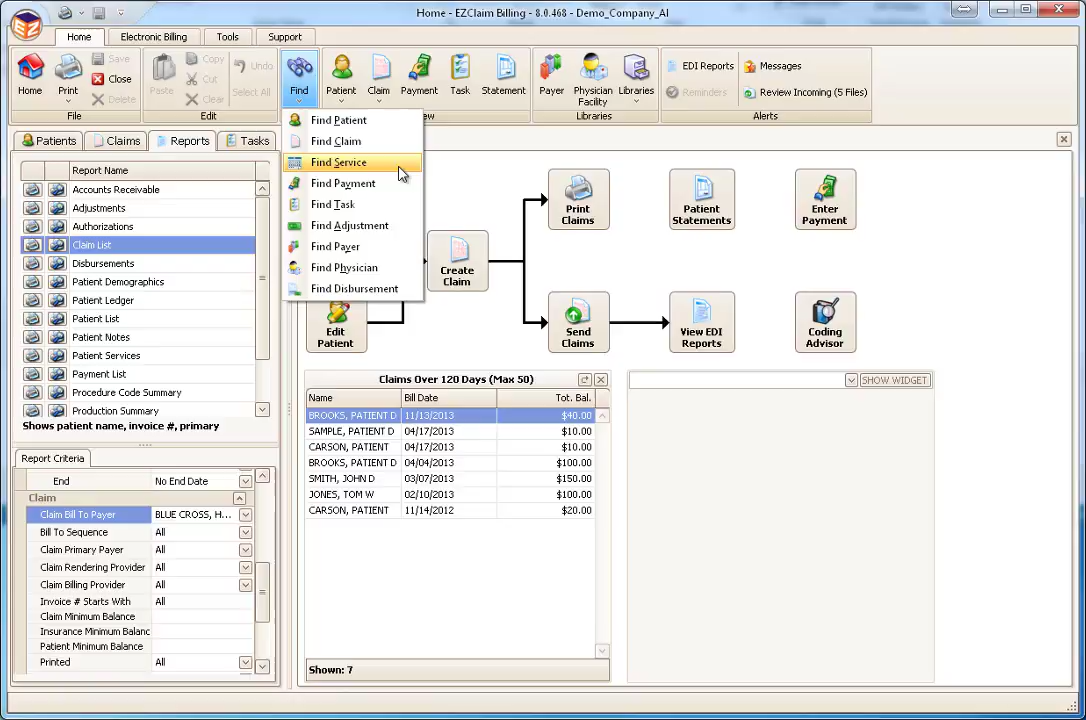 Home - EZClaim Billing - 8.0.468 - Demo_Company_AI
EZ
Home
Electronic Billing
Tools
Support
Home
Print
Save
Close
Delete
File
Paste
Copy
Cut
Clear
Undo
Select All
Edit
Find
Patient
Claim
Payment
Task
Statement
Payer
Physician
Facility
Libraries
Libraries
EDI Reports
Reminders
Messages
Review Incoming (5 Files)
Alerts
Find Patient
Find Claim
Find Service
Find Payment
Find Task
Find Adjustment
Find Payer
Find Physician
Find Disbursement
Patients
Claims
Reports
Tasks
Report Name
Accounts Receivable
Adjustments
Authorizations
Claim List
Disbursements
Patient Demographics
Patient Ledger
Patient List
Patient Notes
Patient Services
Payment List
Procedure Code Summary
Production Summary
Shows patient name, invoice #, primary
Report Criteria
End No End Date
Claim
Claim Bill To Payer BLUE CROSS, H...
Bill To Sequence All
Claim Primary Payer All
Claim Rendering Provider All
Claim Billing Provider All
Invoice # Starts With All
Claim Minimum Balance
Insurance Minimum Balanc
Patient Minimum Balance
Printed All
Edit
Patient
Create
Claim
Print
Claims
Patient
Statements
Enter
Payment
Send
Claims
View EDI
Reports
Coding
Advisor
Claims Over 120 Days (Max 50)
Name Bill Date Tot. Bal.
BROOKS, PATIENT D 11/13/2013 $40.00
SAMPLE, PATIENT D 04/17/2013 $10.00
CARSON, PATIENT 04/17/2013 $10.00
BROOKS, PATIENT D 04/04/2013 $100.00
SMITH, JOHN D 03/07/2013 $150.00
JONES, TOM W 02/10/2013 $100.00
CARSON, PATIENT 11/14/2012 $20.00
Shown: 7
SHOW WIDGET